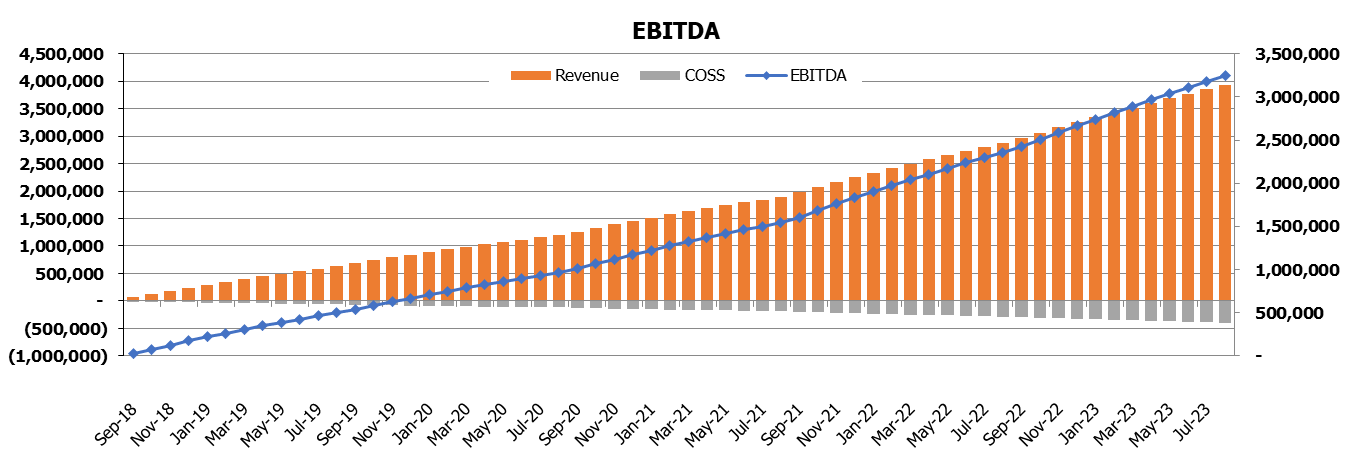 EBITDA
Revenue COSS EBITDA
4,500,000
4,000,000
3,500,000
3,000,000
2,500,000
2,000,000
1,500,000
1,000,000
500,000
-
(500,000)
(1,000,000)
3,500,000
3,000,000
2,500,000
2,000,000
1,500,000
1,000,000
500,000
-
Sep-18
Nov-18
Jan-19
Mar-19
May-19
Jul-19
Sep-19
Nov-19
Jan-20
Mar-20
May-20
Jul-20
Sep-20
Nov-20
Jan-21
Mar-21
May-21
Jul-21
Sep-21
Nov-21
Jan-22
Mar-22
May-22
Jul-22
Sep-22
Nov-22
Jan-23
Mar-23
May-23
Jul-23